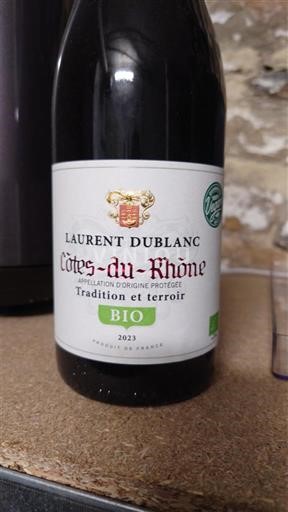 LAURENT DUBLANC
Côtes-du-Rhône
APPELLATION D'ORIGINE PROTÉGÉE
Tradition et terroir
BIO
2023
PRODUIT DE FRANCE